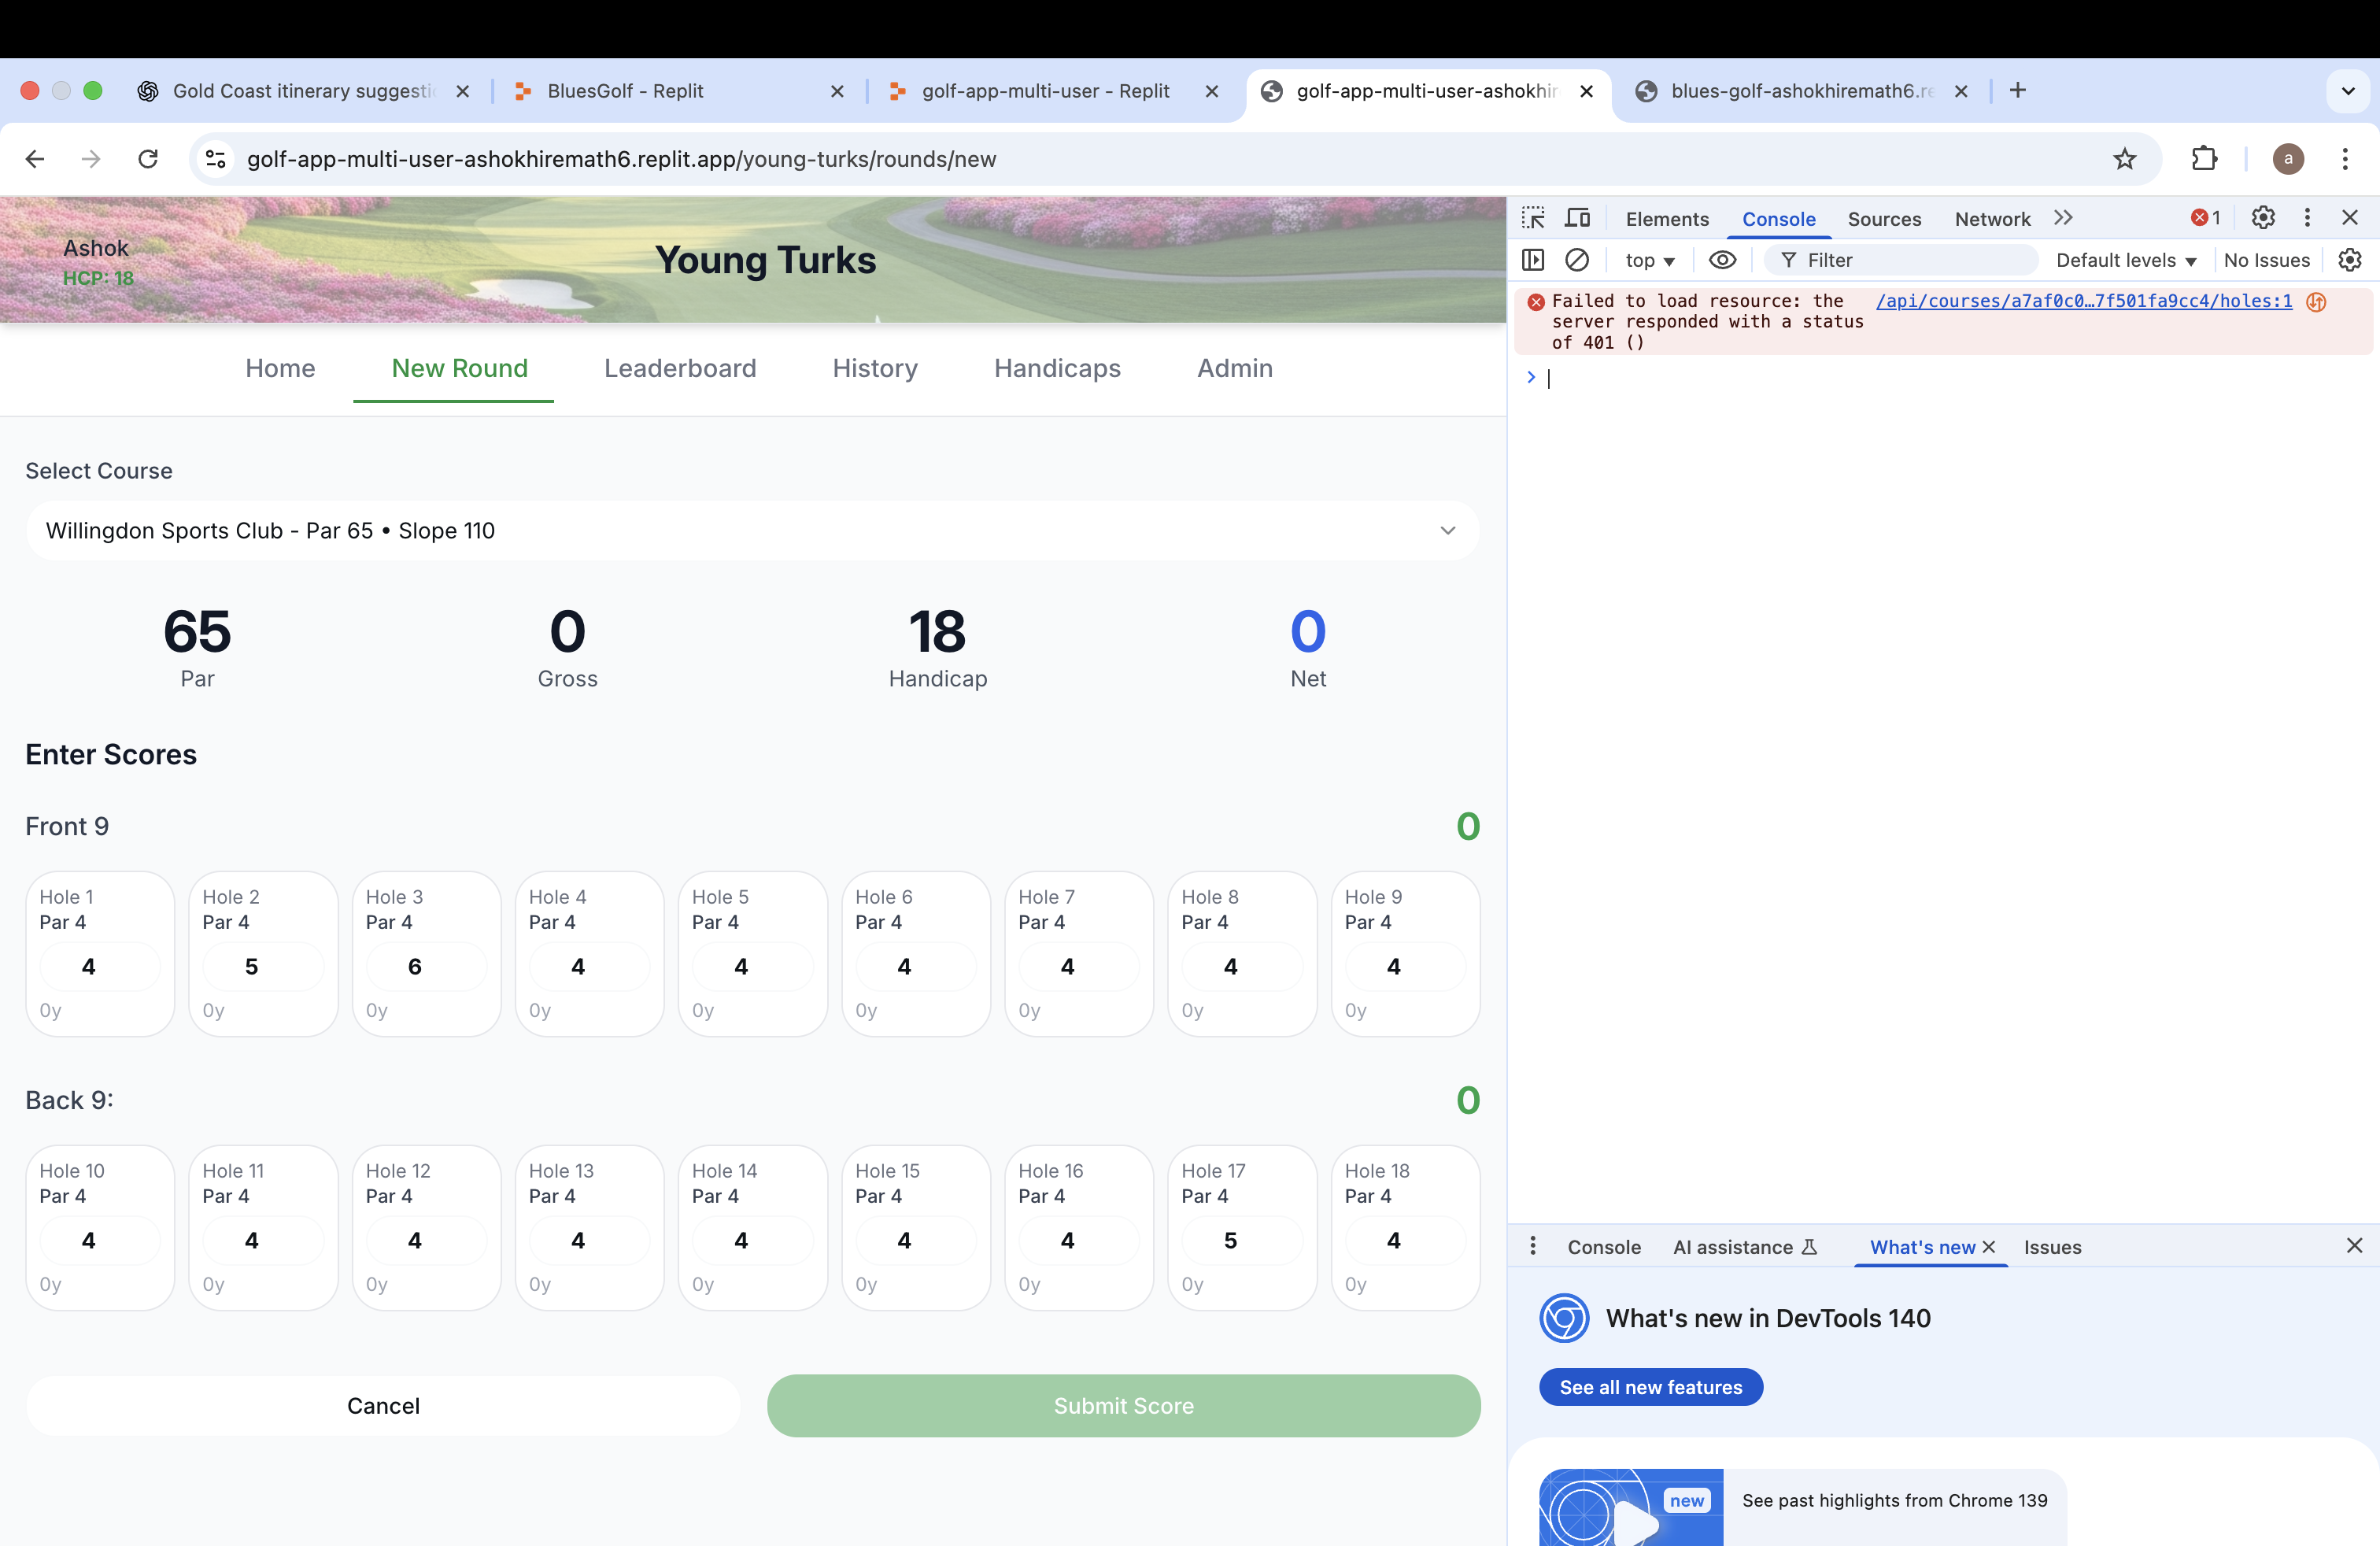 Gold Coast itinerary suggesti
BluesGolf - Replit
golf-app-multi-user - Replit
golf-app-multi-user-ashokhir
blues-golf-ashokhiremath6.re
golf-app-multi-user-ashokhiremath6.replit.app/young-turks/rounds/new
a
Ashok
HCP: 18
Young Turks
Home
New Round
Leaderboard
History
Handicaps
Admin
Select Course
Willingdon Sports Club - Par 65 • Slope 110
65
Par
0
Gross
18
Handicap
0
Net
Enter Scores
Front 9
0
Hole 1
Par 4
4
0y
Hole 2
Par 4
5
0y
Hole 3
Par 4
6
0y
Hole 4
Par 4
4
0y
Hole 5
Par 4
4
0y
Hole 6
Par 4
4
0y
Hole 7
Par 4
4
0y
Hole 8
Par 4
4
0y
Hole 9
Par 4
4
0y
Back 9:
0
Hole 10
Par 4
4
0y
Hole 11
Par 4
4
0y
Hole 12
Par 4
4
0y
Hole 13
Par 4
4
0y
Hole 14
Par 4
4
0y
Hole 15
Par 4
4
0y
Hole 16
Par 4
4
0y
Hole 17
Par 4
5
0y
Hole 18
Par 4
4
0y
Cancel
Submit Score
Elements
Console
Sources
Network
1
top
Filter
Default levels
No Issues
Failed to load resource: the
server responded with a status
of 401 ()
/api/courses/a7af0c0…7f501fa9cc4/holes:1
Console
AI assistance
What's new
Issues
What's new in DevTools 140
See all new features
new
See past highlights from Chrome 139